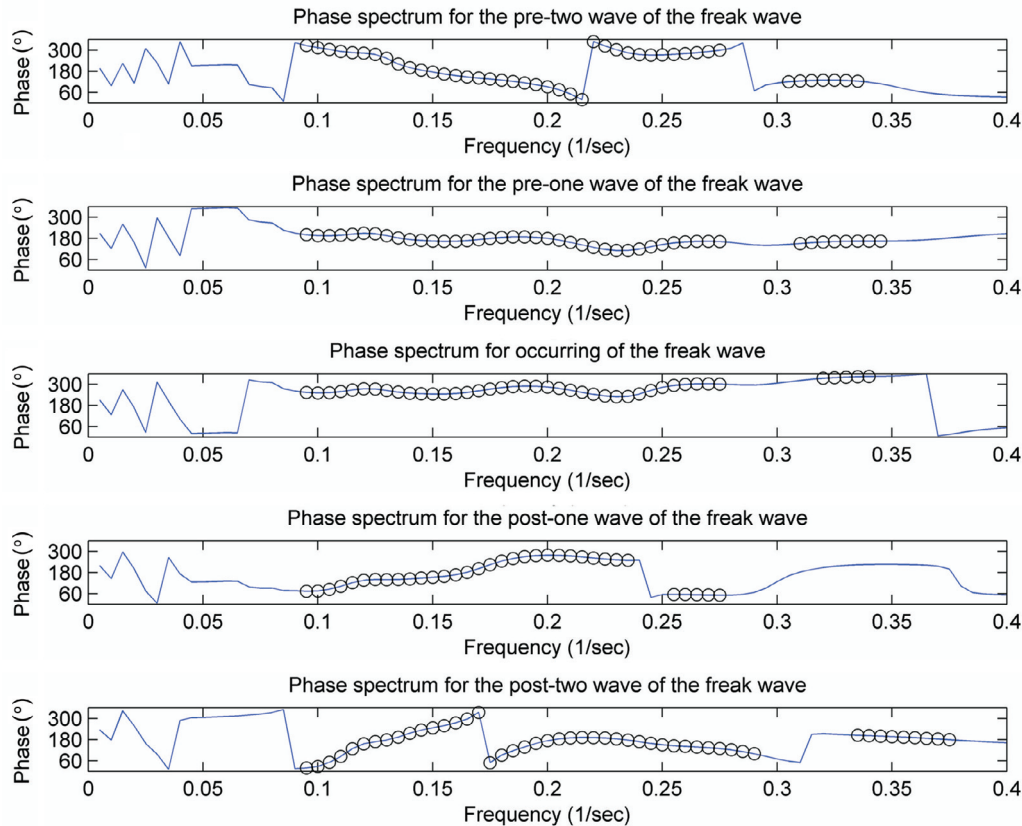 Phase spectrum for the pre-two wave of the freak wave
Phase (°)
300
180
60
0 0.05 0.1 0.15 0.2 0.25 0.3 0.35 0.4
Frequency (1/sec)
Phase spectrum for the pre-one wave of the freak wave
Phase (°)
300
180
60
0 0.05 0.1 0.15 0.2 0.25 0.3 0.35 0.4
Frequency (1/sec)
Phase spectrum for occurring of the freak wave
Phase (°)
300
180
60
0 0.05 0.1 0.15 0.2 0.25 0.3 0.35 0.4
Frequency (1/sec)
Phase spectrum for the post-one wave of the freak wave
Phase (°)
300
180
60
0 0.05 0.1 0.15 0.2 0.25 0.3 0.35 0.4
Frequency (1/sec)
Phase spectrum for the post-two wave of the freak wave
Phase (°)
300
180
60
0 0.05 0.1 0.15 0.2 0.25 0.3 0.35 0.4
Frequency (1/sec)